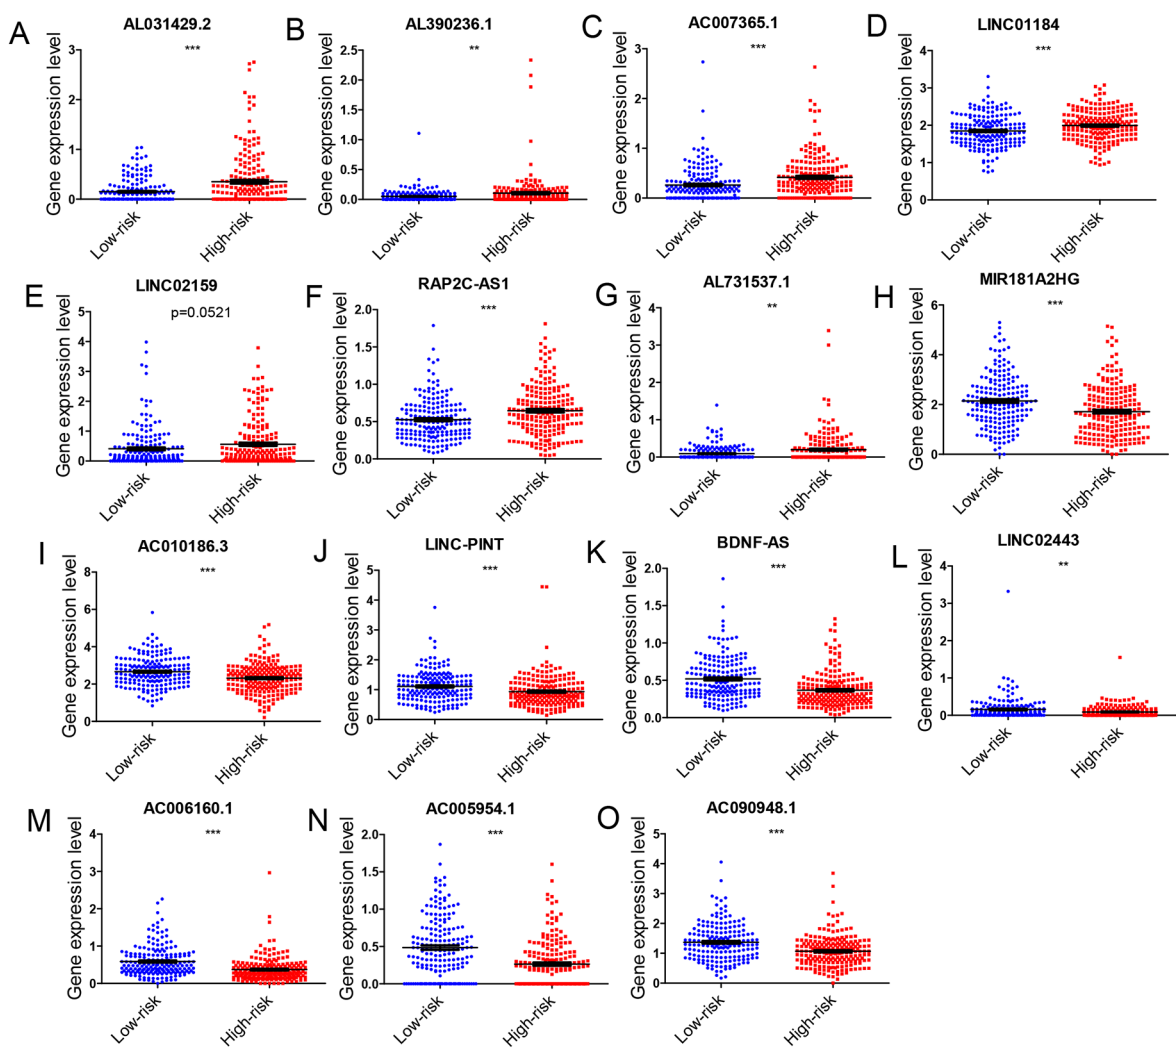 A
AL031429.2
***
Gene expression level
3
2
1
0
Low-risk
High-risk
B
AL390236.1
**
Gene expression level
2.5
2.0
1.5
1.0
0.5
0.0
Low-risk
High-risk
C
AC007365.1
***
Gene expression level
3
2
1
0
Low-risk
High-risk
D
LINC01184
***
Gene expression level
4
3
2
1
0
Low-risk
High-risk
E
LINC02159
p=0.0521
Gene expression level
5
4
3
2
1
0
Low-risk
High-risk
F
RAP2C-AS1
***
Gene expression level
2.0
1.5
1.0
0.5
0.0
Low-risk
High-risk
G
AL731537.1
**
Gene expression level
4
3
2
1
0
Low-risk
High-risk
H
MIR181A2HG
***
Gene expression level
6
4
2
0
Low-risk
High-risk
I
AC010186.3
***
Gene expression level
8
6
4
2
0
Low-risk
High-risk
J
LINC-PINT
***
Gene expression level
5
4
3
2
1
0
Low-risk
High-risk
K
BDNF-AS
***
Gene expression level
2.0
1.5
1.0
0.5
0.0
Low-risk
High-risk
L
LINC02443
**
Gene expression level
4
3
2
1
0
Low-risk
High-risk
M
AC006160.1
***
Gene expression level
4
3
2
1
0
Low-risk
High-risk
N
AC005954.1
***
Gene expression level
2.0
1.5
1.0
0.5
0.0
Low-risk
High-risk
O
AC090948.1
***
Gene expression level
5
4
3
2
1
0
Low-risk
High-risk